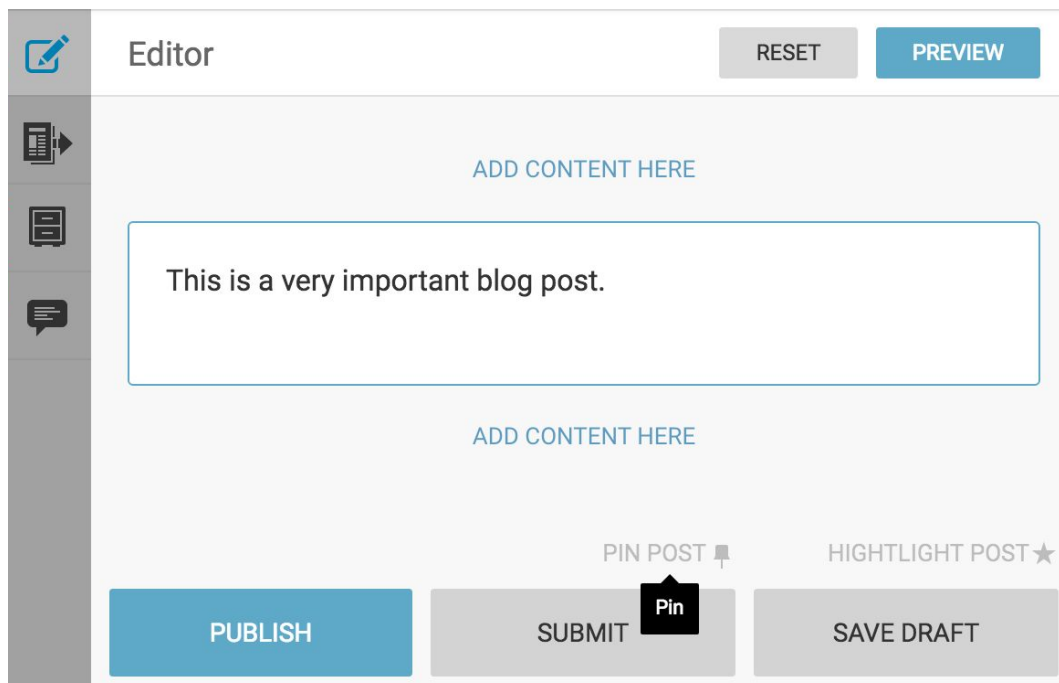 Editor
RESET
PREVIEW
ADD CONTENT HERE
This is a very important blog post.
ADD CONTENT HERE
PIN POST
HIGHTLIGHT POST
Pin
PUBLISH
SUBMIT
SAVE DRAFT